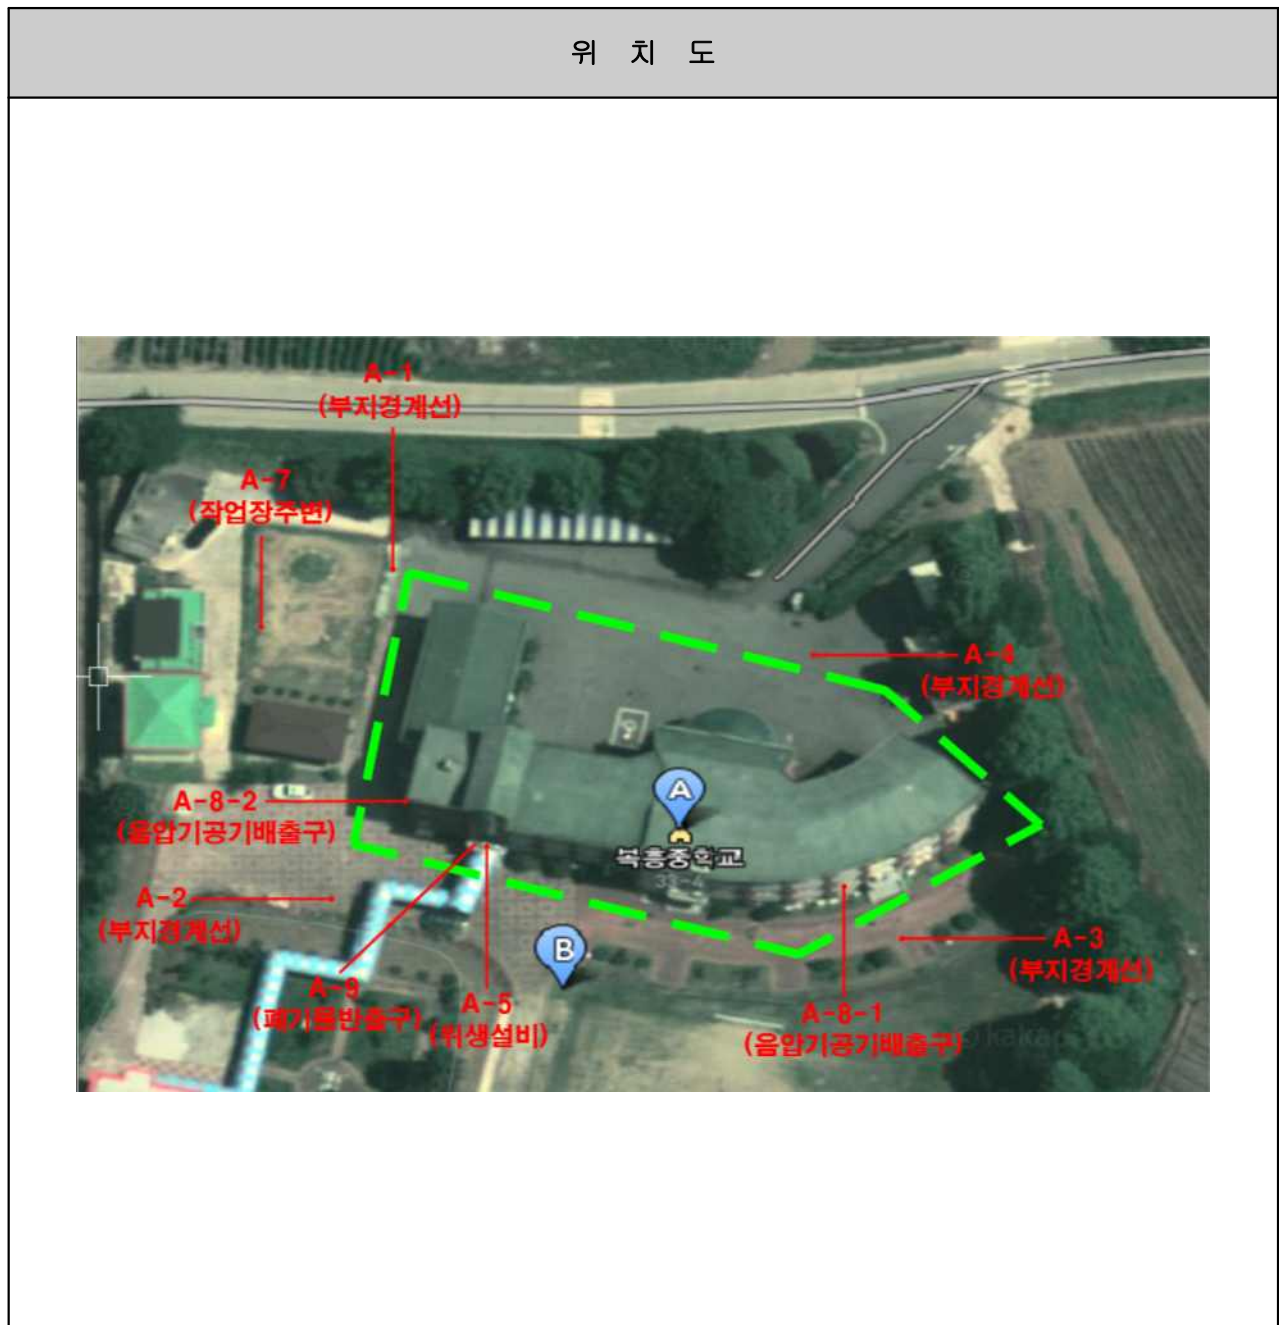 위 치 도
A-1
(부지경계선)
A-7
(작업장주변)
A-4
(부지경계선)
A-8-2
(음압기공기배출구)
A
복흥중학교
A-2
(부지경계선)
B
A-3
(부지경계선)
A-9
(폐기물반출구)
A-5
(위생설비)
A-8-1
(음압기공기배출구)
kakao